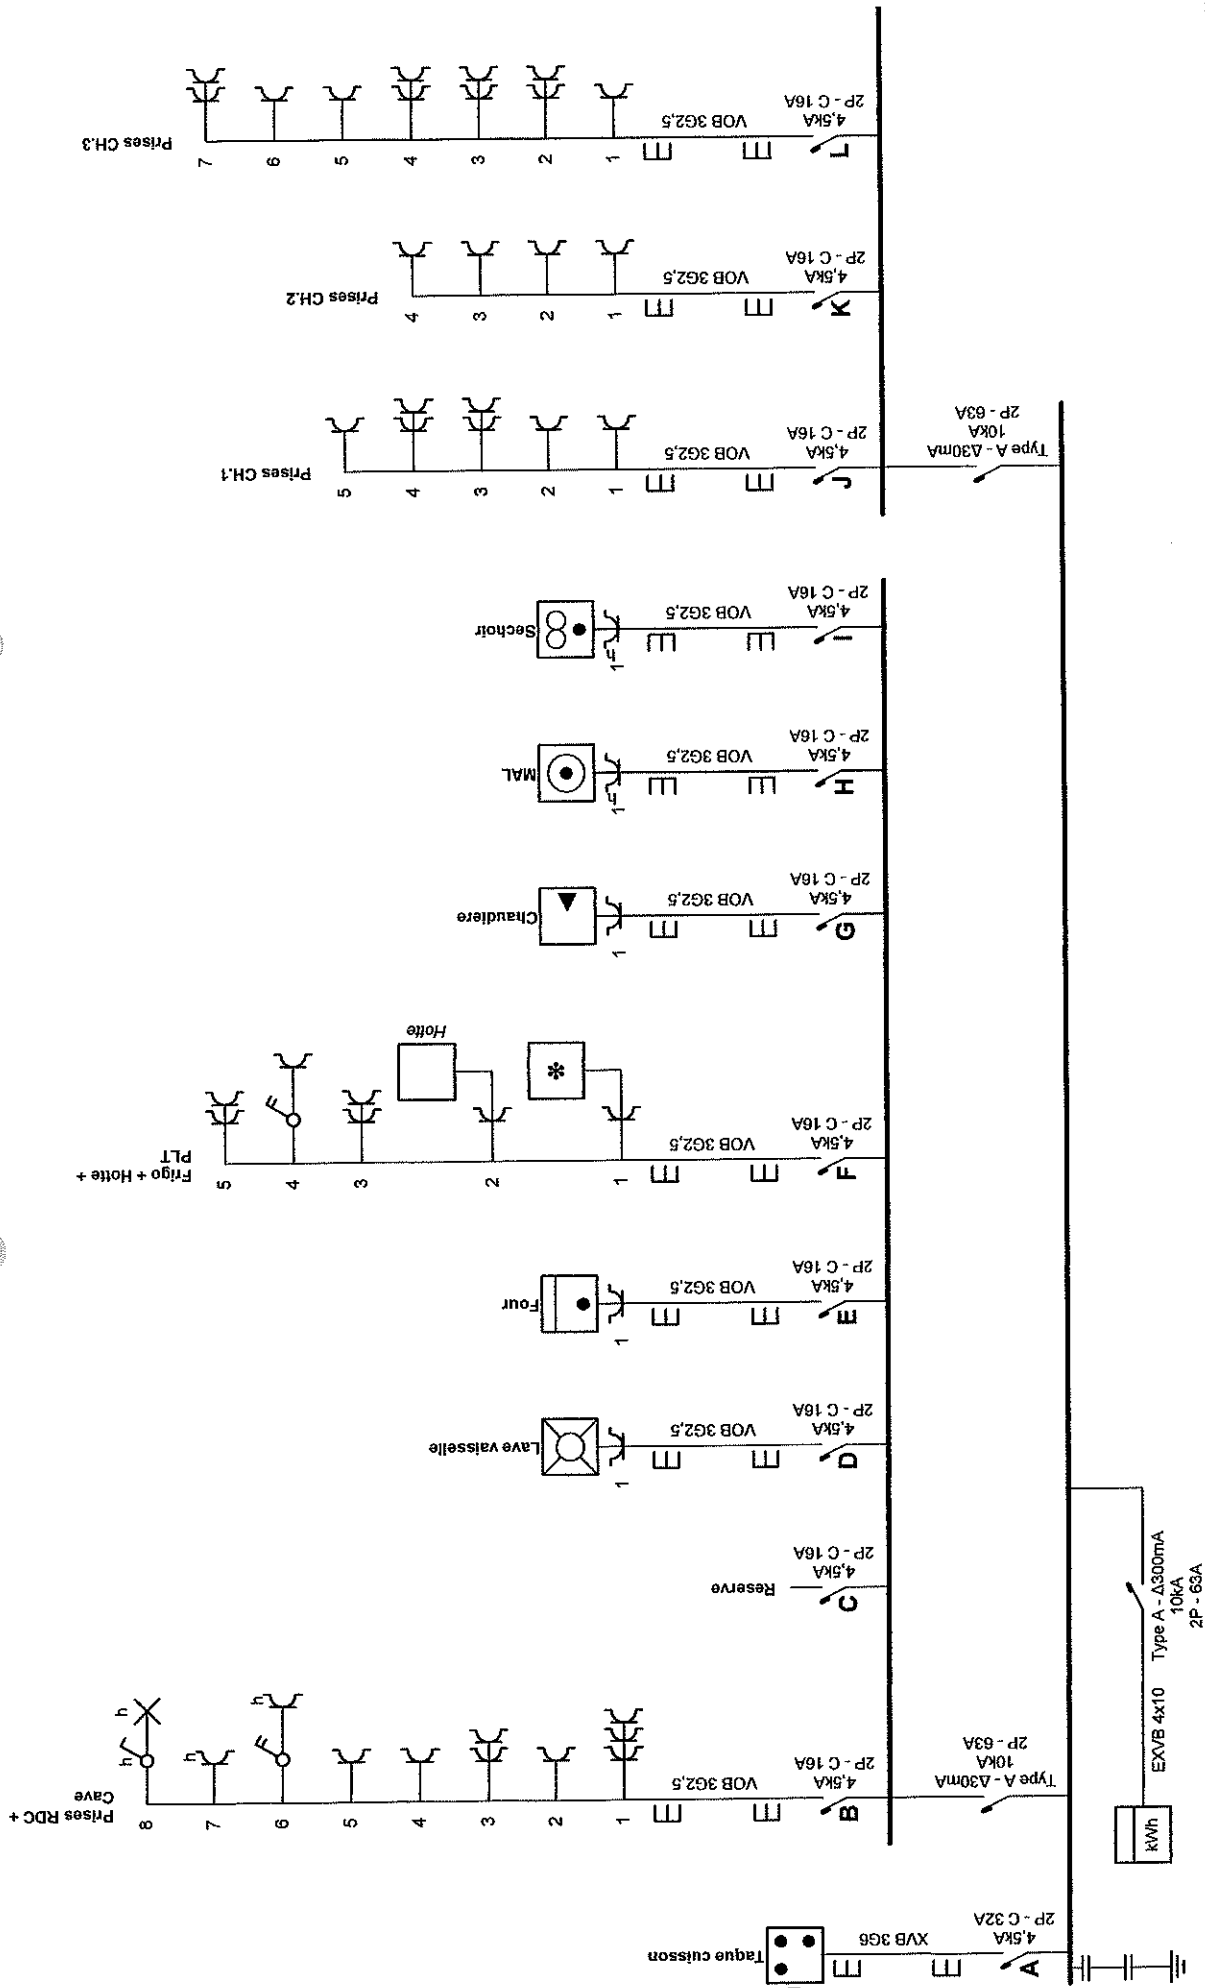 Prises RDC +
Cave
8
h
h
7
h
6
h
5
4
3
2
1
VOB 3G2,5
B
4,5kA
2P - C 16A
Type A - Δ30mA
10kA
2P - 63A
Taque cuisson
XVB 3G6
A
4,5kA
2P - C 32A
kWh
EXVB 4x10
Type A - Δ300mA
10kA
2P - 63A
Reserve
C
4,5kA
2P - C 16A
Lave vaisselle
1
VOB 3G2,5
D
4,5kA
2P - C 16A
Four
1
VOB 3G2,5
E
4,5kA
2P - C 16A
Frigo + Hotte +
PLT
5
4
3
2
1
Hotte
*
VOB 3G2,5
F
4,5kA
2P - C 16A
Chaudiere
1
VOB 3G2,5
G
4,5kA
2P - C 16A
MAL
1
h
VOB 3G2,5
H
4,5kA
2P - C 16A
Sechoir
1
h
VOB 3G2,5
I
4,5kA
2P - C 16A
Prises CH.1
5
4
3
2
1
VOB 3G2,5
J
4,5kA
2P - C 16A
Type A - Δ30mA
10kA
2P - 63A
Prises CH.2
4
3
2
1
VOB 3G2,5
K
4,5kA
2P - C 16A
Prises CH.3
7
6
5
4
3
2
1
VOB 3G2,5
L
4,5kA
2P - C 16A